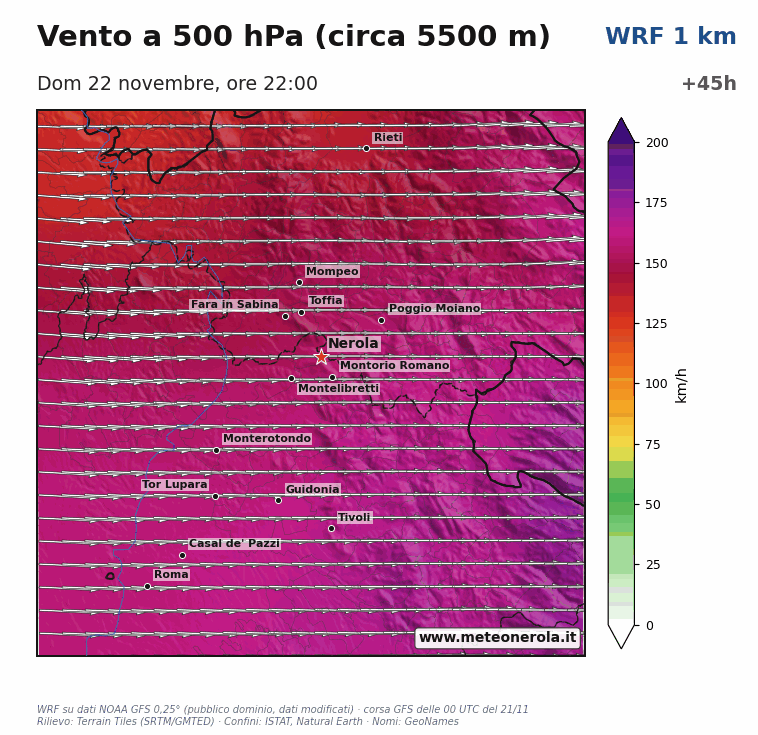 Vento a 500 hPa (circa 5500 m)
WRF 1 km
Dom 22 novembre, ore 22:00
+45h
Rieti
Mompeo
Fara in Sabina
Toffia
Poggio Moiano
Nerola
Montorio Romano
Montelibretti
Monterotondo
Tor Lupara
Guidonia
Tivoli
Casal de' Pazzi
Roma
www.meteonerola.it
200
175
150
125
100
75
50
25
0
km/h
WRF su dati NOAA GFS 0,25° (pubblico dominio, dati modificati) · corsa GFS delle 00 UTC del 21/11
Rilievo: Terrain Tiles (SRTM/GMTED) · Confini: ISTAT, Natural Earth · Nomi: GeoNames